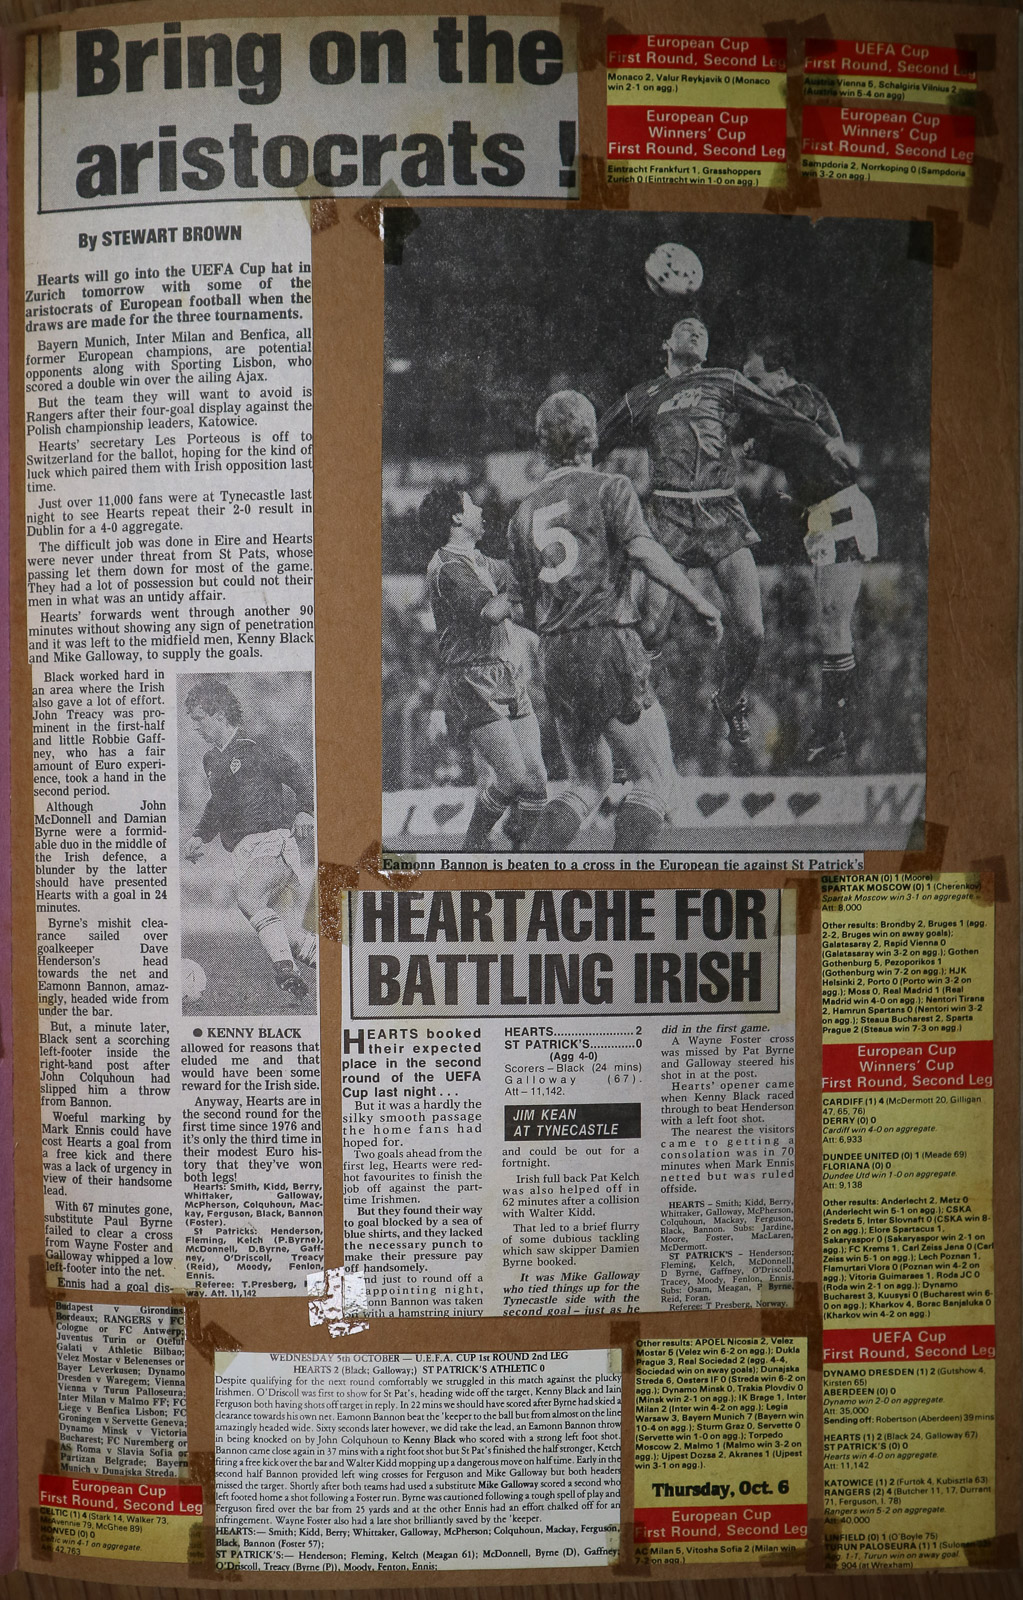 Bring on the
aristocrats !
European Cup
First Round, Second Leg
Monaco 2, Valur Reykjavik 0 (Monaco
win 2-1 on agg.)
European Cup
Winners' Cup
First Round, Second Leg
Eintracht Frankfurt 1, Grasshoppers
Zurich 0 (Eintracht win 1-0 on agg.)
UEFA Cup
First Round, Second Leg
Austria Vienna 5, Schalgiris Vilnius 2
(Austria win 5-4 on agg)
European Cup
Winners' Cup
First Round, Second Leg
Sampdoria 2, Norrkoping 0 (Sampdoria
win 3-2 on agg.)
By STEWART BROWN
Hearts will go into the UEFA Cup hat in
Zurich tomorrow with some of the
aristocrats of European football when the
draws are made for the three tournaments.
Bayern Munich, Inter Milan and Benfica, all
former European champions, are potential
opponents along with Sporting Lisbon, who
scored a double win over the ailing Ajax.
But the team they will want to avoid is
Rangers after their four-goal display against the
Polish championship leaders, Katowice.
Hearts' secretary Les Porteous is off to
Switzerland for the ballot, hoping for the kind of
luck which paired them with Irish opposition last
time.
Just over 11,000 fans were at Tynecastle last
night to see Hearts repeat their 2-0 result in
Dublin for a 4-0 aggregate.
The difficult job was done in Eire and Hearts
were never under threat from St Pats, whose
passing let them down for most of the game.
They had a lot of possession but could not their
men in what was an untidy affair.
Hearts' forwards went through another 90
minutes without showing any sign of penetration
and it was left to the midfield men, Kenny Black
and Mike Galloway, to supply the goals.
Black worked hard in
an area where the Irish
also gave a lot of effort.
John Treacy was pro-
minent in the first-half
and little Robbie Gaff-
ney, who has a fair
amount of Euro experi-
ence, took a hand in the
second period.
Although John
McDonnell and Damian
Byrne were a formid-
able duo in the middle of
the Irish defence, a
blunder by the latter
should have presented
Hearts with a goal in 24
minutes.
Byrne's mishit clea-
rance sailed over
goalkeeper Dave
Henderson's head
towards the net and
Eamonn Bannon, amaz-
ingly, headed wide from
under the bar.
But, a minute later,
Black sent a scorching
left-footer inside the
right-hand post after
John Colquhoun had
slipped him a throw
from Bannon.
Woeful marking by
Mark Ennis could have
cost Hearts a goal from
a free kick and there
was a lack of urgency in
view of their handsome
lead.
With 67 minutes gone,
substitute Paul Byrne
failed to clear a cross
from Wayne Foster and
Galloway whipped a low
left-footer into the net.
Ennis had a goal dis-
● KENNY BLACK
allowed for reasons that
eluded me and that
would have been some
reward for the Irish side.
Anyway, Hearts are in
the second round for the
first time since 1976 and
it's only the third time in
their modest Euro his-
tory that they've won
both legs!
Hearts: Smith, Kidd, Berry,
Whittaker, Galloway,
McPherson, Colquhoun, Mac-
kay, Ferguson, Black, Bannon
(Foster).
St Patricks: Henderson,
Fleming, Kelch (P.Byrne),
McDonnell, D.Byrne, Gaff-
ney, O'Driscoll, Treacy
(Reid), Moody, Fenlon,
Ennis.
Referee: T.Presberg,
way. Att. 11,142
5
Eamonn Bannon is beaten to a cross in the European tie against St Patrick's
HEARTACHE FOR
BATTLING IRISH
HEARTS booked
their expected
place in the second
round of the UEFA
Cup last night . . .
But it was a hardly the
silky smooth passage
the home fans had
hoped for.
Two goals ahead from the
first leg, Hearts were red-
hot favourites to finish the
job off against the part-
time Irishmen.
But they found their way
to goal blocked by a sea of
blue shirts, and they lacked
the necessary punch to
make their pressure pay
off handsomely.
nd just to round off a
appointing night,
onn Bannon was taken
with a hamstring injury
HEARTS....................2
ST PATRICK'S............0
(Agg 4-0)
Scorers – Black (24 mins)
Galloway (67).
Att – 11,142.
JIM KEAN
AT TYNECASTLE
and could be out for a
fortnight.
Irish full back Pat Kelch
was also helped off in
62 minutes after a collision
with Walter Kidd.
That led to a brief flurry
of some dubious tackling
which saw skipper Damien
Byrne booked.
It was Mike Galloway
who tied things up for the
Tynecastle side with the
second goal – just as he
did in the first game.
A Wayne Foster cross
was missed by Pat Byrne
and Galloway steered his
shot in at the post.
Hearts' opener came
when Kenny Black raced
through to beat Henderson
with a left foot shot.
The nearest the visitors
came to getting a
consolation was in 70
minutes when Mark Ennis
netted but was ruled
offside.
HEARTS – Smith; Kidd, Berry,
Whittaker, Galloway, McPherson,
Colquhoun, Mackay, Ferguson,
Black, Bannon. Subs: Jardine,
Moore, Foster, MacLaren,
McDermott.
ST PATRICK'S – Henderson;
Fleming, Kelch, McDonnell,
D Byrne, Gaffney, O'Driscoll,
Tracey, Moody, Fenlon, Ennis.
Subs: Osam, Meagan, P Byrne,
Reid, Foran.
Referee: T Presberg, Norway.
GLENTORAN (0) 1 (Moore)
SPARTAK MOSCOW (0) 1 (Cherenkov)
Spartak Moscow win 3-1 on aggregate
Att: 8,000
Other results: Brondby 2, Bruges 1 (agg.
2-2, Bruges win on away goals);
Galatasaray 2, Rapid Vienna 0
(Galatasaray win 3-2 on agg.); Gothen
Gothenburg 5, Pezoporikos 1
(Gothenburg win 7-2 on agg.); HJK
Helsinki 2, Porto 0 (Porto win 3-2 on
agg.); Moss 0, Real Madrid 1 (Real
Madrid win 4-0 on agg.); Nentori Tirana
2, Hamrun Spartans 0 (Nentori win 3-2
on agg.); Steaua Bucharest 2, Sparta
Prague 2 (Steaua win 7-3 on agg.)
European Cup
Winners' Cup
First Round, Second Leg
CARDIFF (1) 4 (McDermott 20, Gilligan
47, 65, 76)
DERRY (0) 0
Cardiff win 4-0 on aggregate.
Att: 6,933
DUNDEE UNITED (0) 1 (Meade 69)
FLORIANA (0) 0
Dundee Utd win 1-0 on aggregate.
Att: 9,138
Other results: Anderlecht 2, Metz 0
(Anderlecht win 5-1 on agg.); CSKA
Sredets 5, Inter Slovnaft 0 (CSKA win 8-
2 on agg.); Elore Spartacus 1,
Sakaryaspor 0 (Sakaryaspor win 2-1 on
agg.); FC Krems 1, Carl Zeiss Jena 0 (Carl
Zeiss win 5-1 on agg.); Lech Poznan 1,
Flamurtari Vlora 0 (Poznan win 4-2 on
agg.); Vitoria Guimaraes 1, Roda JC 0
(Roda win 2-1 on agg.); Dynamo
Bucharest 3, Kuusysi 0 (Bucharest win 6-
0 on agg.); Kharkov 4, Borac Banjaluka 0
(Kharkov win 4-2 on agg.)
UEFA Cup
First Round, Second Leg
DYNAMO DRESDEN (1) 2 (Gutshow 4,
Kirsten 65)
ABERDEEN (0) 0
Dynamo win 2-0 on aggregate.
Att: 35,000
Sending off: Robertson (Aberdeen) 39 mins
HEARTS (1) 2 (Black 24, Galloway 67)
ST PATRICK'S (0) 0
Hearts win 4-0 on aggregate.
Att: 11,142
KATOWICE (1) 2 (Furtok 4, Kubisztia 63)
RANGERS (2) 4 (Butcher 11, 17, Durrant
71, Ferguson, I. 78)
Rangers win 5-2 on aggregate.
Att: 40,000
LINFIELD (0) 1 (O'Boyle 75)
TURUN PALOSEURA (1) 1
Agg. 1-1, Turun win on away goal
Att: 904 (at Wrexham)
Budapest v Girondins
Bordeaux; RANGERS v FC
Cologne or FC Antwerp;
Juventus Turin or Otelul
Galati v Athletic Bilbao;
Velez Mostar v Belenenses or
Bayer Leverkusen; Dynamo
Dresden v Waregem; Vienna
Vienna v Turun Palloseura;
Inter Milan v Malmo FF; FC
Liege v Benfica Lisbon; FC
Groningen v Servette Geneva;
Dynamo Minsk v Victoria
Bucharest; FC Nuremberg or
AS Roma v Slavia Sofia or
Partizan Belgrade; Bayern
Munich v Dunajska Streda.
European Cup
First Round, Second Leg
CELTIC (1) 4 (Stark 14, Walker 73,
McAvennie 79, McGhee 89)
HONVED (0) 0
Celtic win 4-1 on aggregate.
Att: 42,763
WEDNESDAY 5th OCTOBER — U.E.F.A. CUP 1st ROUND 2nd LEG
HEARTS 2 (Black; Galloway;) ST PATRICK'S ATHLETIC 0
Despite qualifying for the next round comfortably we struggled in this match against the plucky
Irishmen. O'Driscoll was first to show for St Pat's, heading wide off the target, Kenny Black and Iain
Ferguson both having shots off target in reply. In 22 mins we should have scored after Byrne had skied a
clearance towards his own net. Eamonn Bannon beat the 'keeper to the ball but from almost on the line
amazingly headed wide. Sixty seconds later however, we did take the lead, an Eamonn Bannon throw
in being knocked on by John Colquhoun to Kenny Black who scored with a strong left foot shot.
Bannon came close again in 37 mins with a right foot shot but St Pat's finished the half stronger, Ketch
firing a free kick over the bar and Walter Kidd mopping up a dangerous move on half time. Early in the
second half Bannon provided left wing crosses for Ferguson and Mike Galloway but both headers
missed the target. Shortly after both teams had used a substitute Mike Galloway scored a second who
left footed home a shot following a Foster run. Byrne was cautioned following a tough spell of play and
Ferguson fired over the bar from 25 yards and at the other Ennis had an effort chalked off for an
infringement. Wayne Foster also had a late shot brilliantly saved by the 'keeper.
HEARTS:— Smith; Kidd, Berry; Whittaker, Galloway, McPherson; Colquhoun, Mackay, Ferguson,
Black, Bannon (Foster 57);
ST PATRICK'S:— Henderson; Fleming, Keltch (Meagan 61); McDonnell, Byrne (D), Gaffney;
O'Driscoll, Treacy (Byrne (P)), Moody, Fenton, Ennis;
Other results: APOEL Nicosia 2, Velez
Mostar 5 (Velez win 6-2 on agg.); Dukla
Prague 3, Real Sociedad 2 (agg. 4-4,
Sociedad win on away goals); Dunajska
Streda 6, Oesters IF 0 (Streda win 6-2 on
agg.); Dynamo Minsk 0, Trakia Plovdiv 0
(Minsk win 2-1 on agg.); IK Brage 1, Inter
Milan 2 (Inter win 4-2 on agg.); Legia
Warsaw 3, Bayern Munich 7 (Bayern win
10-4 on agg.); Sturm Graz 0, Servette 0
(Servette win 1-0 on agg.); Torpedo
Moscow 2, Malmo 1 (Malmo win 3-2 on
agg.); Ujpest Dozsa 2, Akranes 1 (Ujpest
win 3-1 on agg.).
Thursday, Oct. 6
European Cup
First Round, Second Leg
AC Milan 5, Vitosha Sofia 2 (Milan win
7-2 on agg.)